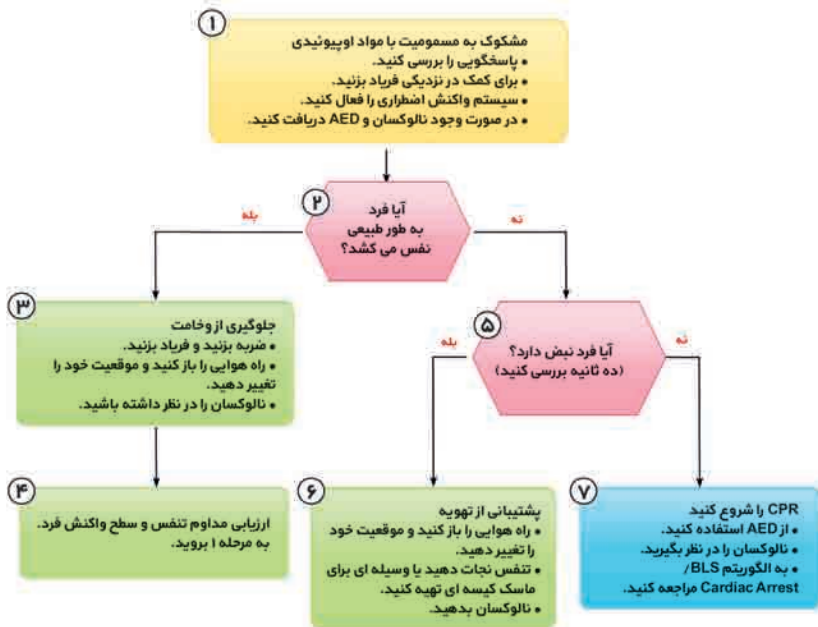 ۱
مشکوک به مسمومیت با مواد اوپیوئیدی
• پاسخگویی را بررسی کنید.
• برای کمک در نزدیکی فریاد بزنید.
• سیستم واکنش اضطراری را فعال کنید.
• در صورت وجود نالوکسان و AED دریافت کنید.
۲
آیا فرد
به طور طبیعی
نفس می کشد؟
بله
نه
۳
جلوگیری از وخامت
• ضربه بزنید و فریاد بزنید.
• راه هوایی را باز کنید و موقعیت خود را
تغییر دهید.
• نالوکسان را در نظر داشته باشید.
۴
ارزیابی مداوم تنفس و سطح واکنش فرد.
به مرحله ۱ بروید.
۵
آیا فرد نبض دارد؟
(ده ثانیه بررسی کنید)
بله
نه
۶
پشتیبانی از تهویه
• راه هوایی را باز کنید و موقعیت خود
را تغییر دهید.
• تنفس نجات دهید یا وسیله ای برای
ماسک کیسه ای تهیه کنید.
• نالوکسان بدهید.
۷
CPR را شروع کنید
• از AED استفاده کنید.
• نالوکسان را در نظر بگیرید.
• به الگوریتم BLS/
Cardiac Arrest مراجعه کنید.